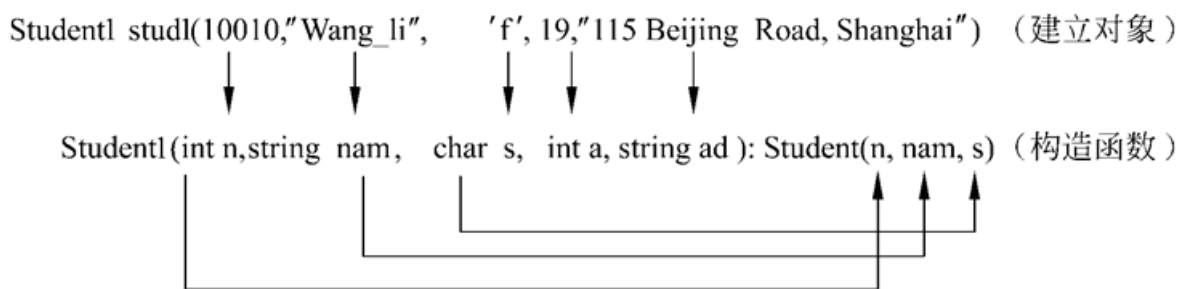 Student1 stud1(10010,"Wang_li", 'f', 19,"115 Beijing Road, Shanghai") （建立对象）
Student1(int n,string nam, char s, int a, string ad ): Student(n, nam, s)（构造函数）